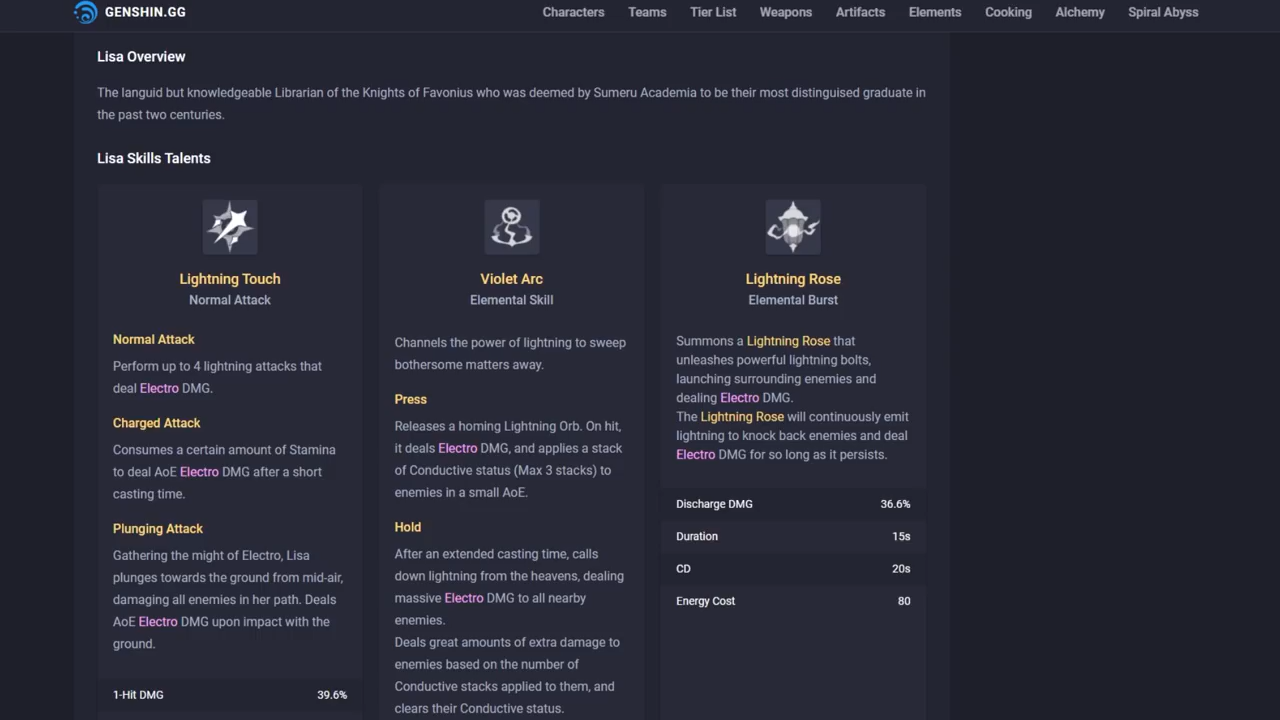 GENSHIN.GG
Characters Teams Tier List Weapons Artifacts Elements Cooking Alchemy Spiral Abyss
Lisa Overview
The languid but knowledgeable Librarian of the Knights of Favonius who was deemed by Sumeru Academia to be their most distinguised graduate in
the past two centuries.
Lisa Skills Talents
Lightning Touch
Normal Attack
Normal Attack
Perform up to 4 lightning attacks that
deal Electro DMG.
Charged Attack
Consumes a certain amount of Stamina
to deal AoE Electro DMG after a short
casting time.
Plunging Attack
Gathering the might of Electro, Lisa
plunges towards the ground from mid-air,
damaging all enemies in her path. Deals
AoE Electro DMG upon impact with the
ground.
1-Hit DMG 39.6%
Violet Arc
Elemental Skill
Channels the power of lightning to sweep
bothersome matters away.
Press
Releases a homing Lightning Orb. On hit,
it deals Electro DMG, and applies a stack
of Conductive status (Max 3 stacks) to
enemies in a small AoE.
Hold
After an extended casting time, calls
down lightning from the heavens, dealing
massive Electro DMG to all nearby
enemies.
Deals great amounts of extra damage to
enemies based on the number of
Conductive stacks applied to them, and
clears their Conductive status.
Lightning Rose
Elemental Burst
Summons a Lightning Rose that
unleashes powerful lightning bolts,
launching surrounding enemies and
dealing Electro DMG.
The Lightning Rose will continuously emit
lightning to knock back enemies and deal
Electro DMG for so long as it persists.
Discharge DMG 36.6%
Duration 15s
CD 20s
Energy Cost 80